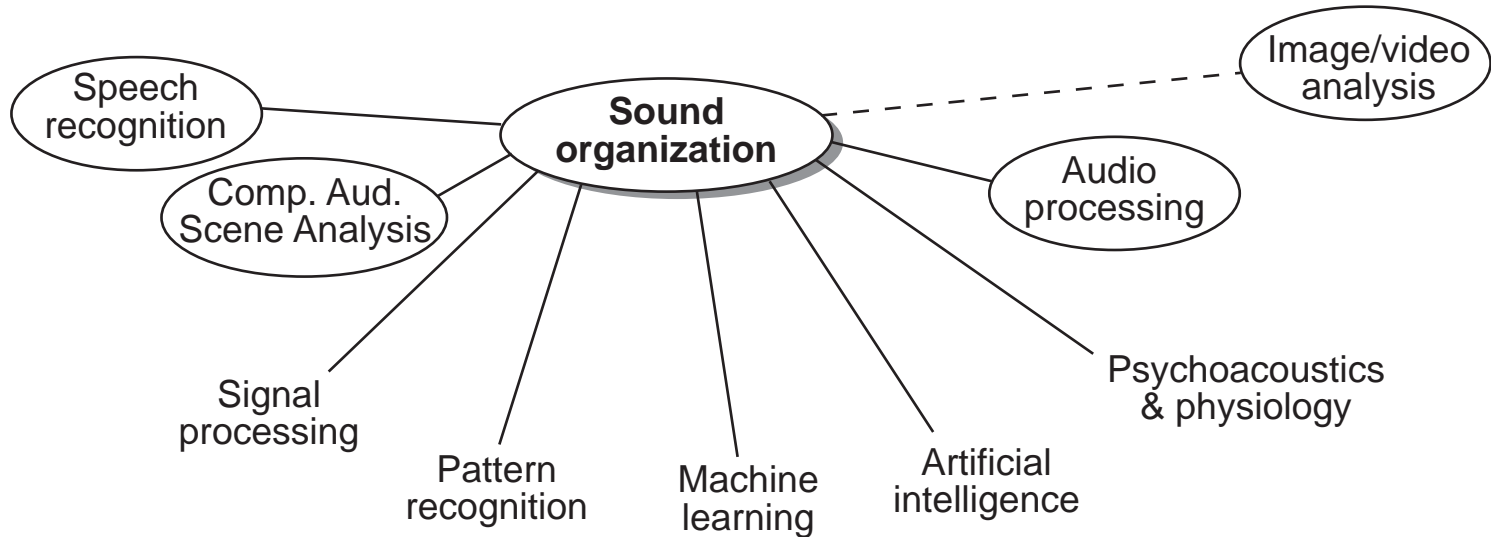 Speech
recognition
Sound
organization
Image/video
analysis
Comp. Aud.
Scene Analysis
Audio
processing
Signal
processing
Pattern
recognition
Machine
learning
Artificial
intelligence
Psychoacoustics
& physiology